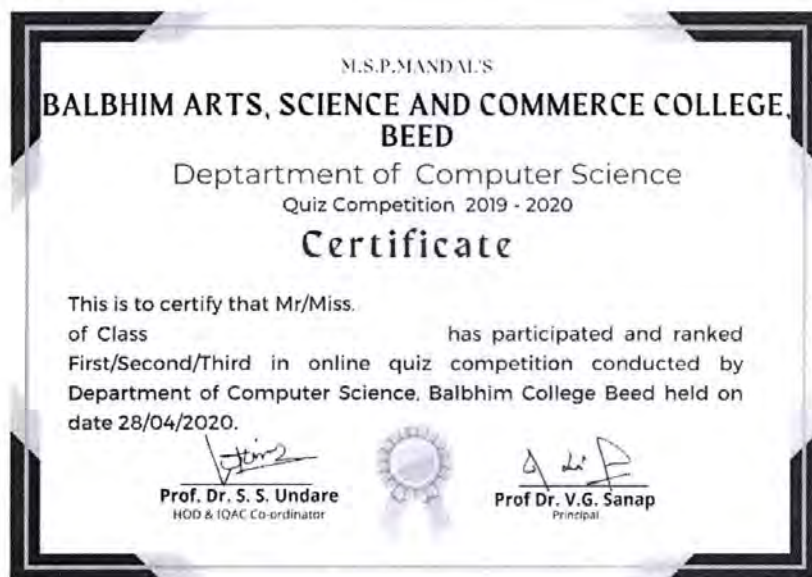 M.S.P.MANDAL'S
BALBHIM ARTS, SCIENCE AND COMMERCE COLLEGE,
BEED
Deptartment of Computer Science
Quiz Competition 2019 - 2020
Certificate
This is to certify that Mr/Miss.
of Class has participated and ranked
First/Second/Third in online quiz competition conducted by
Department of Computer Science, Balbhim College Beed held on
date 28/04/2020.
Prof. Dr. S. S. Undare
HOD & IQAC Co-ordinator
Prof Dr. V.G. Sanap
Principal